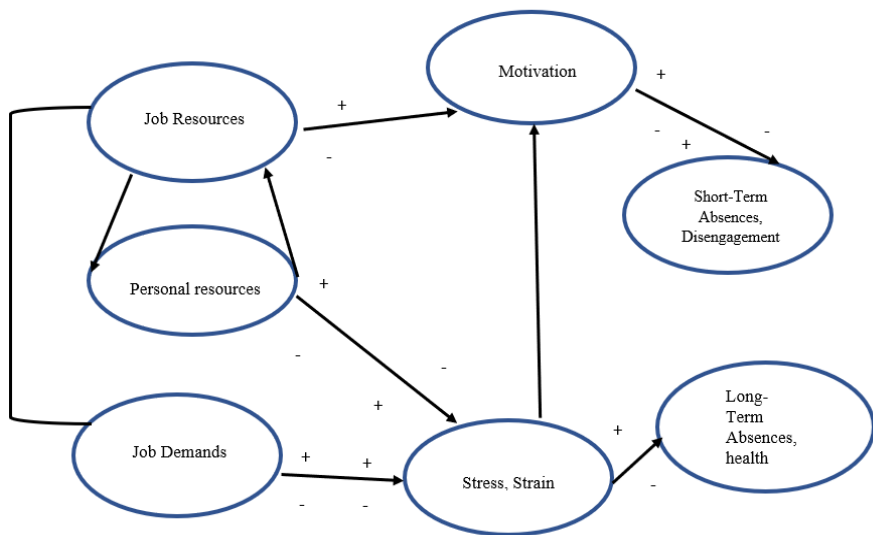 Motivation
+
Job Resources
+
-
-
+
-
Short-Term
Absences,
Disengagement
Personal resources
+
-
-
+
Long-
Term
Absences,
health
+
Job Demands
+
+
Stress, Strain
-
-
-